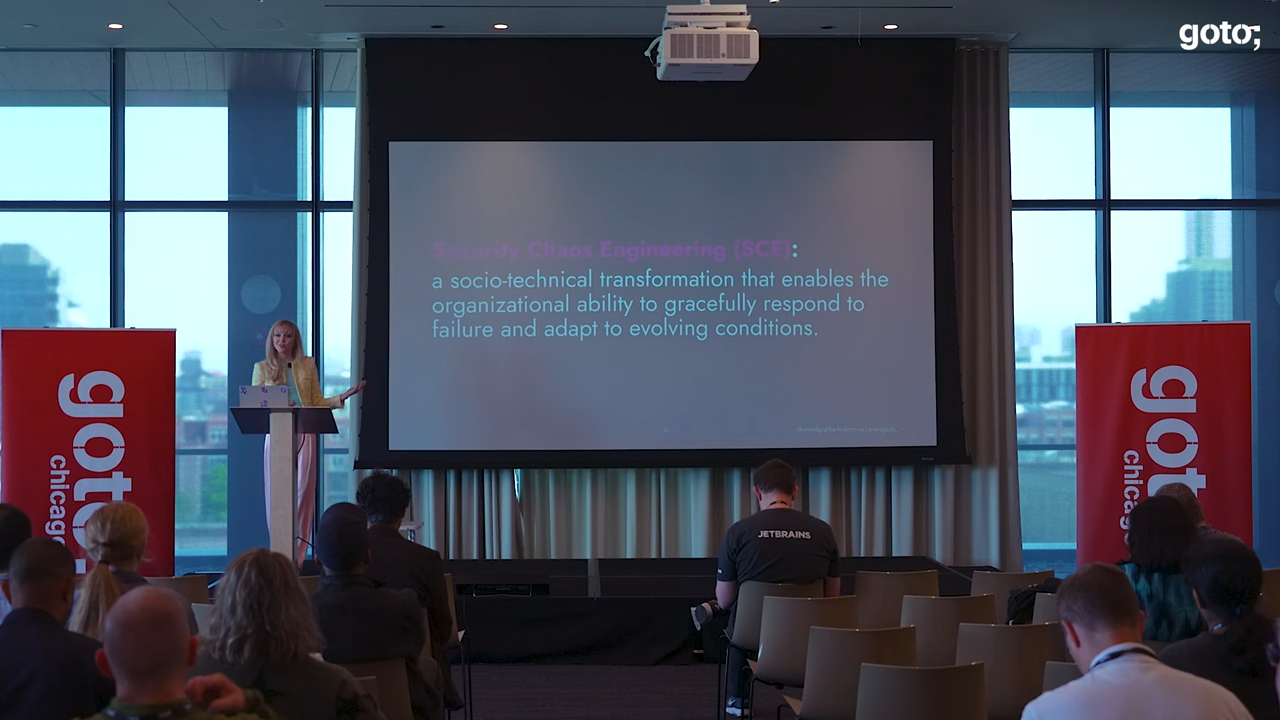 goto;
Security Chaos Engineering (SCE):
a socio-technical transformation that enables the
organizational ability to gracefully respond to
failure and adapt to evolving conditions.
goto;
chicago
goto
chicag
JETBRAINS